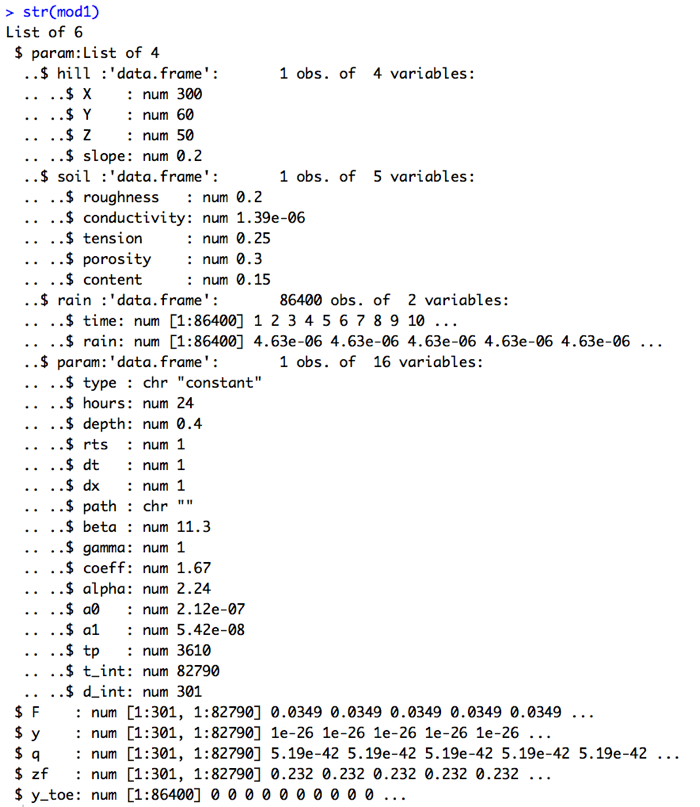 > str(mod1)
List of 6
 $ param:List of 4
  ..$ hill :'data.frame':	1 obs. of  4 variables:
  .. ..$ X    : num 300
  .. ..$ Y    : num 60
  .. ..$ Z    : num 50
  .. ..$ slope: num 0.2
  ..$ soil :'data.frame':	1 obs. of  5 variables:
  .. ..$ roughness   : num 0.2
  .. ..$ conductivity: num 1.39e-06
  .. ..$ tension     : num 0.25
  .. ..$ porosity    : num 0.3
  .. ..$ content     : num 0.15
  ..$ rain :'data.frame':	86400 obs. of  2 variables:
  .. ..$ time: num [1:86400] 1 2 3 4 5 6 7 8 9 10 ...
  .. ..$ rain: num [1:86400] 4.63e-06 4.63e-06 4.63e-06 4.63e-06 4.63e-06 ...
  ..$ param:'data.frame':	1 obs. of  16 variables:
  .. ..$ type : chr "constant"
  .. ..$ hours: num 24
  .. ..$ depth: num 0.4
  .. ..$ rts  : num 1
  .. ..$ dt   : num 1
  .. ..$ dx   : num 1
  .. ..$ path : chr ""
  .. ..$ beta : num 11.3
  .. ..$ gamma: num 1
  .. ..$ coeff: num 1.67
  .. ..$ alpha: num 2.24
  .. ..$ a0   : num 2.12e-07
  .. ..$ a1   : num 5.42e-08
  .. ..$ tp   : num 3610
  .. ..$ t_int: num 82790
  .. ..$ d_int: num 301
 $ F    : num [1:301, 1:82790] 0.0349 0.0349 0.0349 0.0349 0.0349 ...
 $ y    : num [1:301, 1:82790] 1e-26 1e-26 1e-26 1e-26 1e-26 ...
 $ q    : num [1:301, 1:82790] 5.19e-42 5.19e-42 5.19e-42 5.19e-42 5.19e-42 ...
 $ zf   : num [1:301, 1:82790] 0.232 0.232 0.232 0.232 0.232 ...
 $ y_toe: num [1:86400] 0 0 0 0 0 0 0 0 0 0 ...